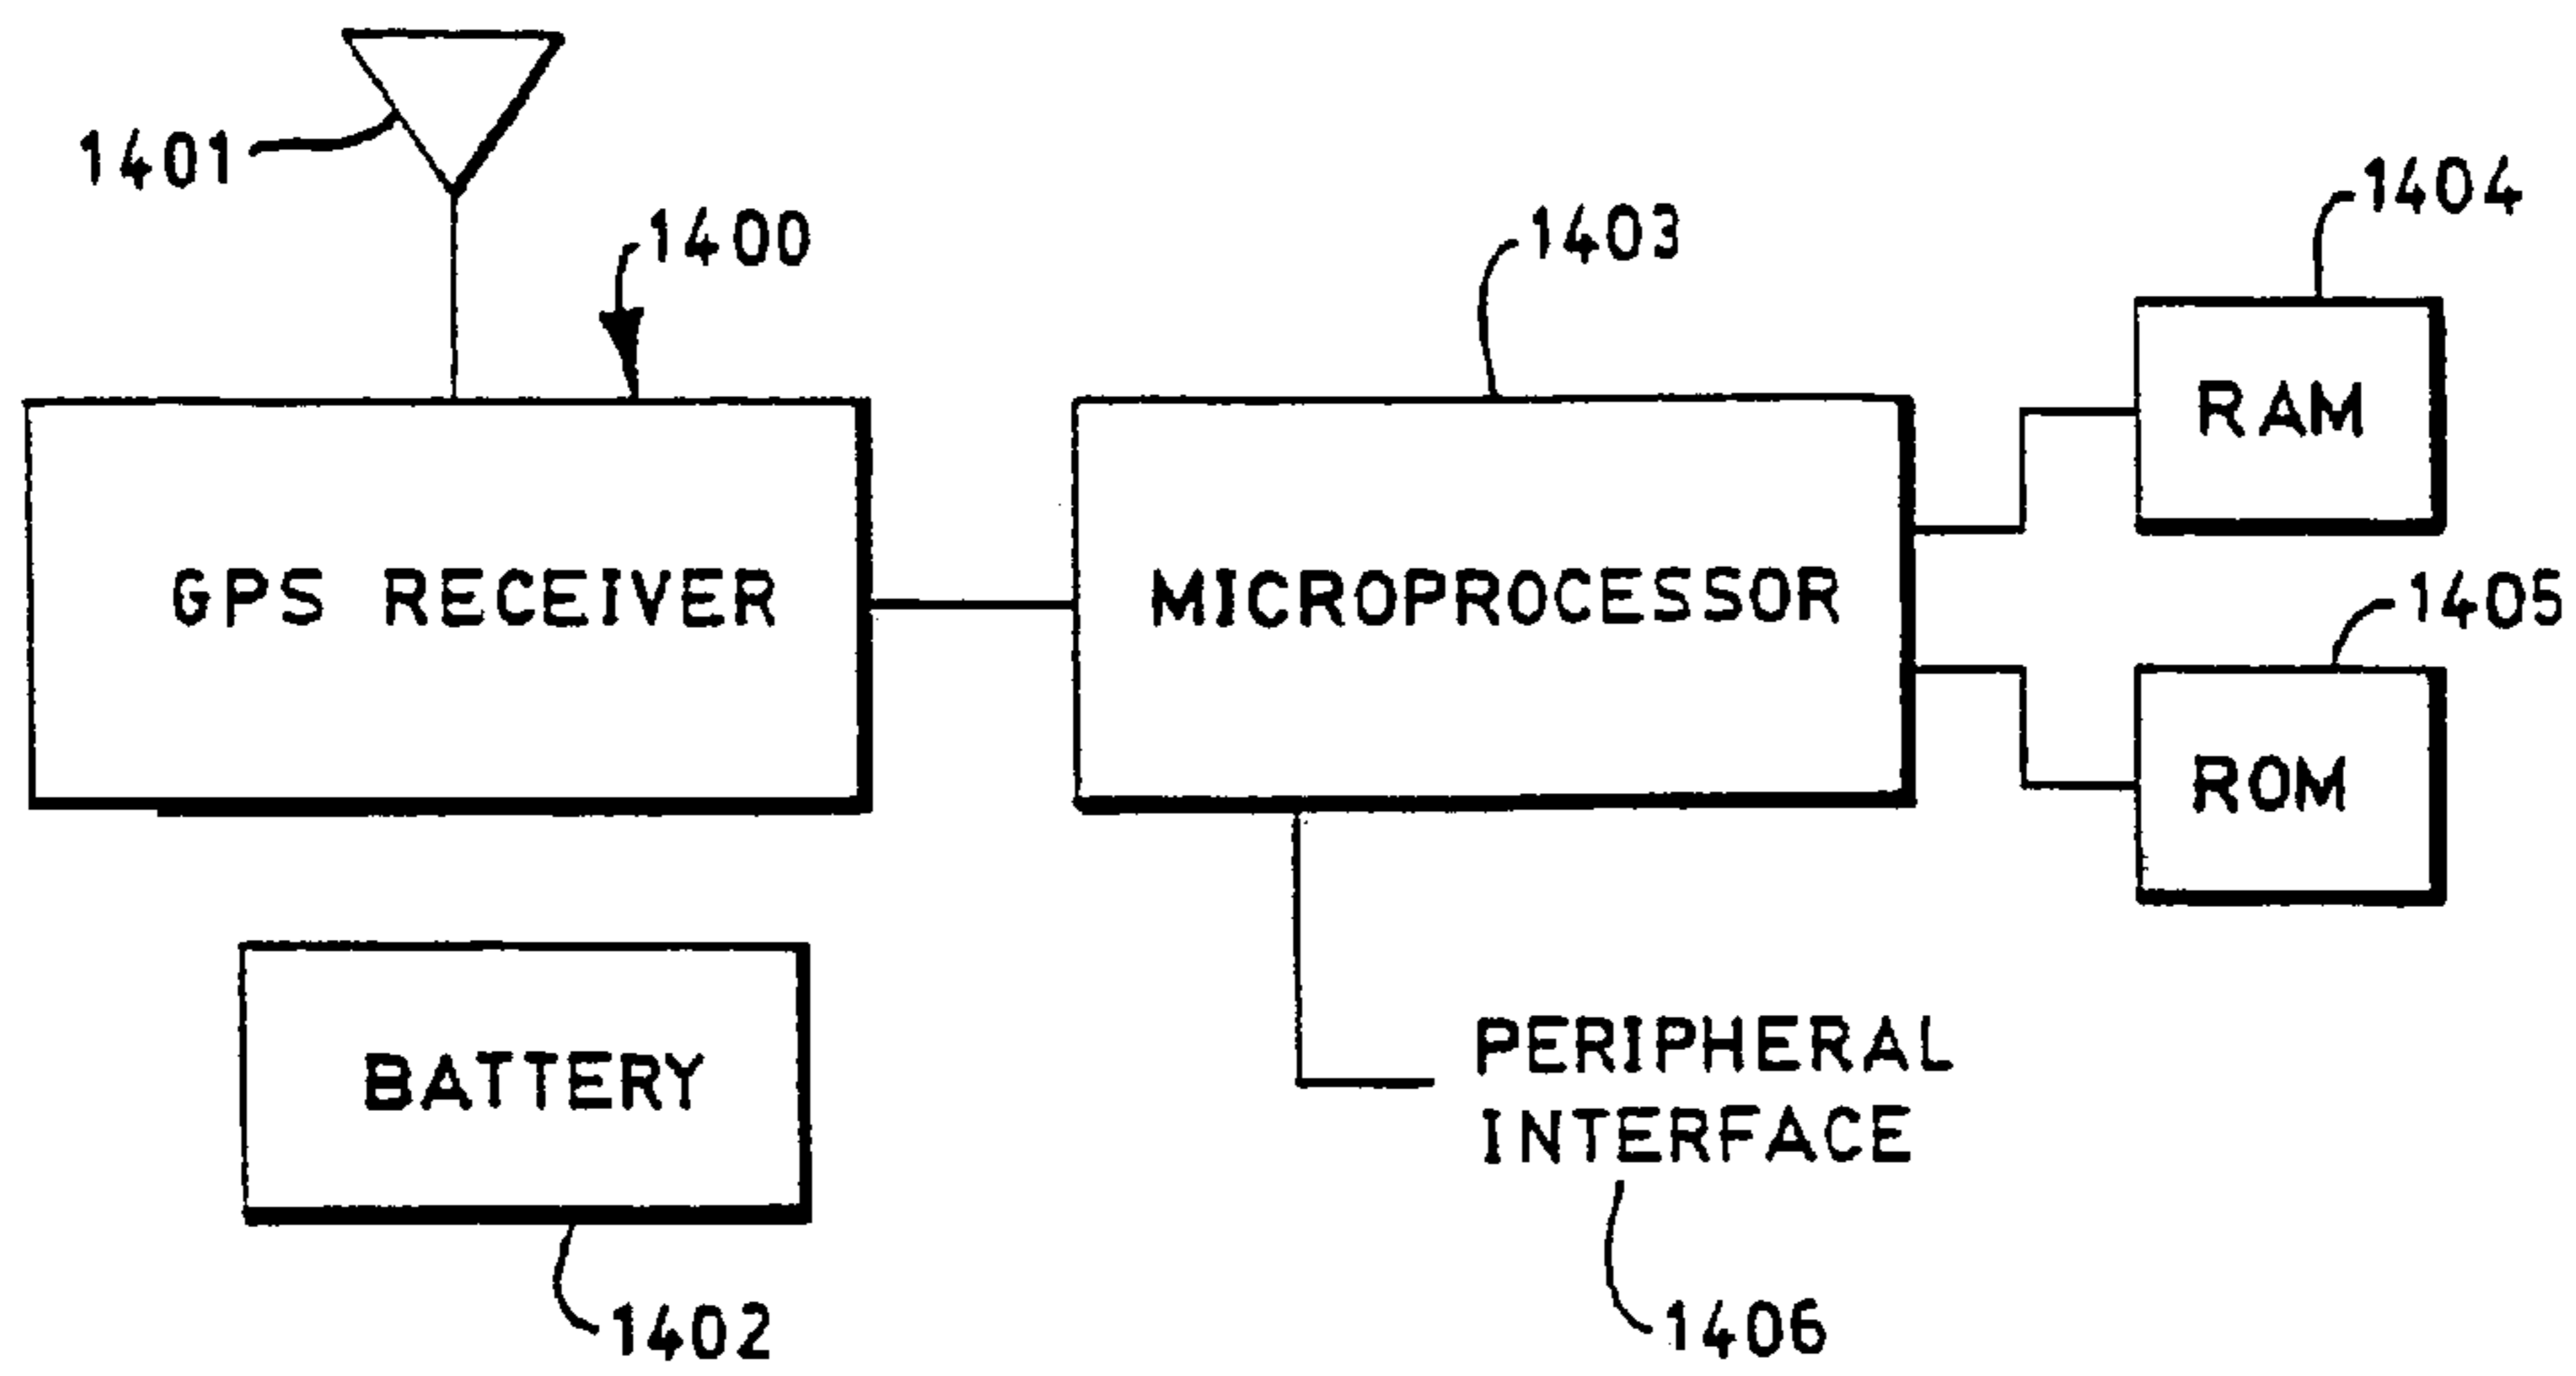 1401
1400
1403
1404
RAM
GPS RECEIVER
MICROPROCESSOR
1405
ROM
BATTERY
PERIPHERAL
INTERFACE
1402
1406